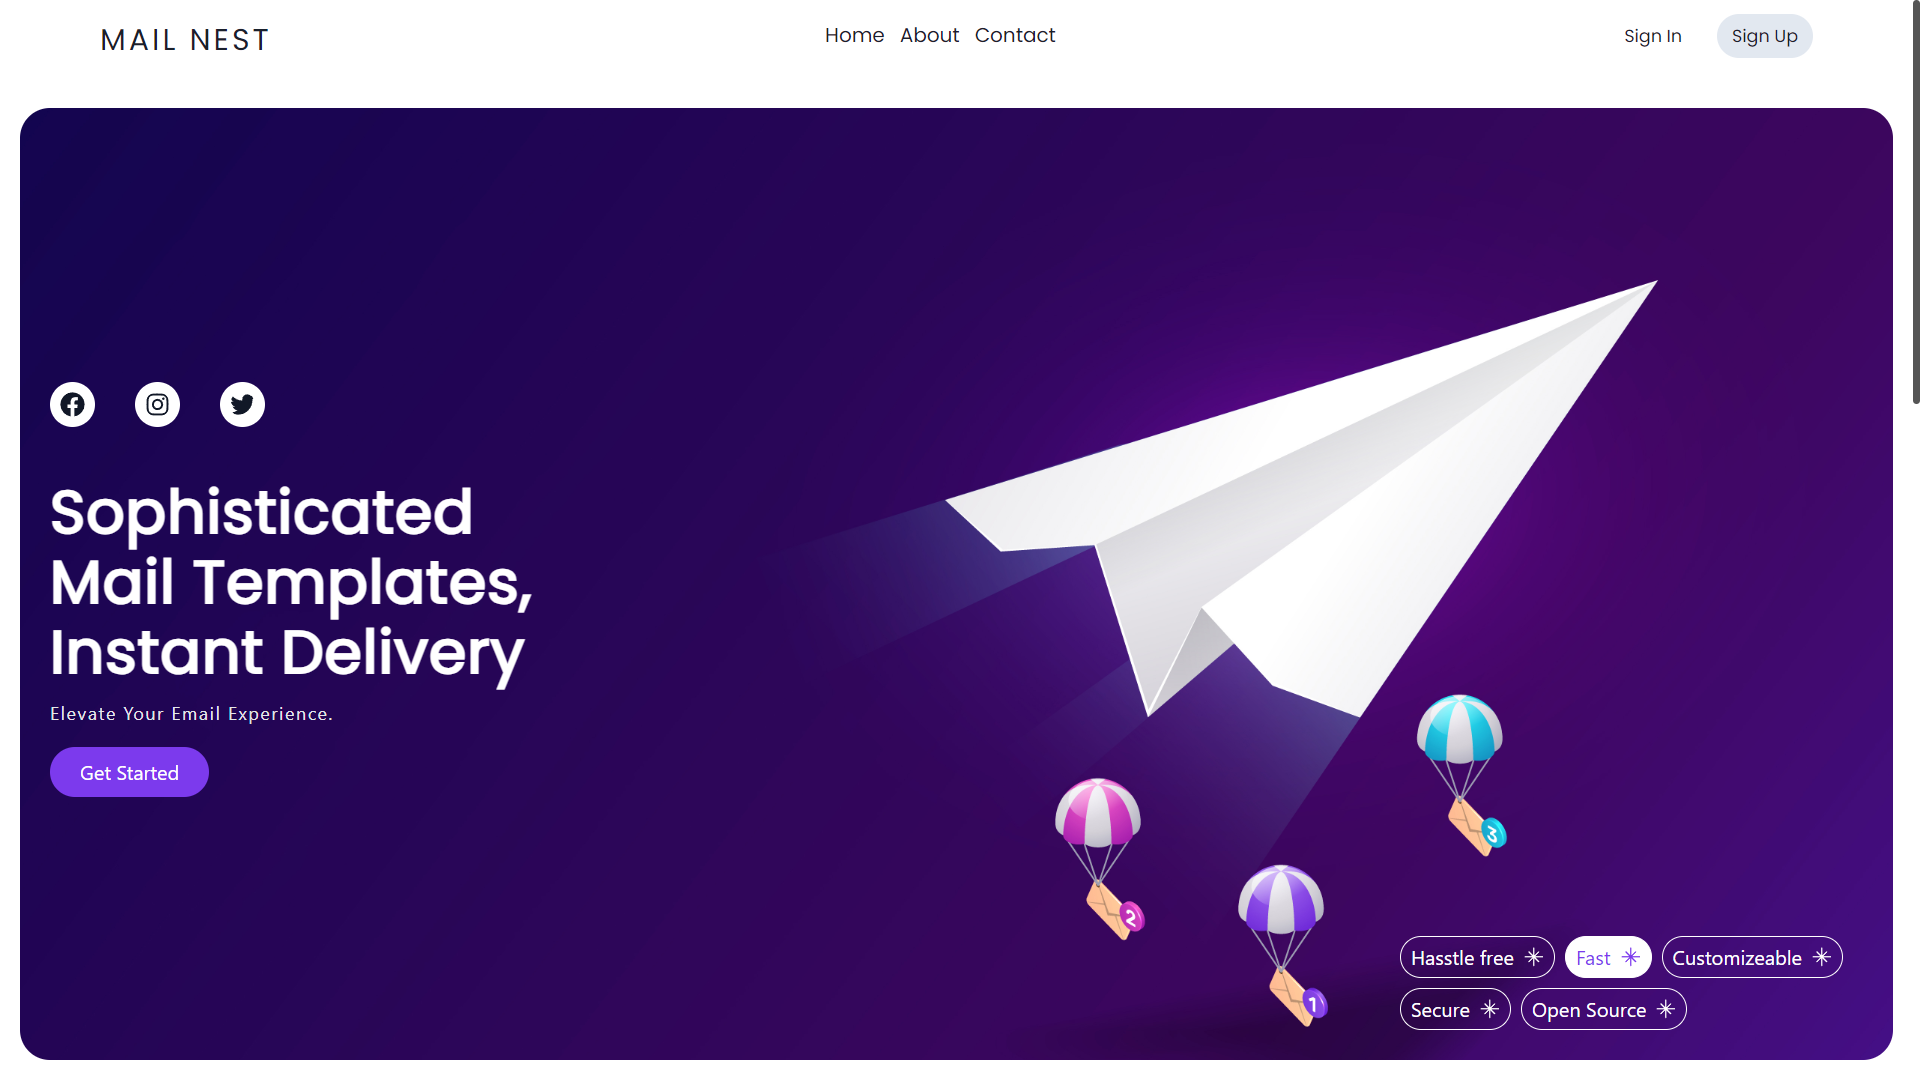 MAIL NEST
Home About Contact
Sign In Sign Up
Sophisticated
Mail Templates,
Instant Delivery
Elevate Your Email Experience.
Get Started
3
2
1
Hasstle free Fast Customizeable
Secure Open Source